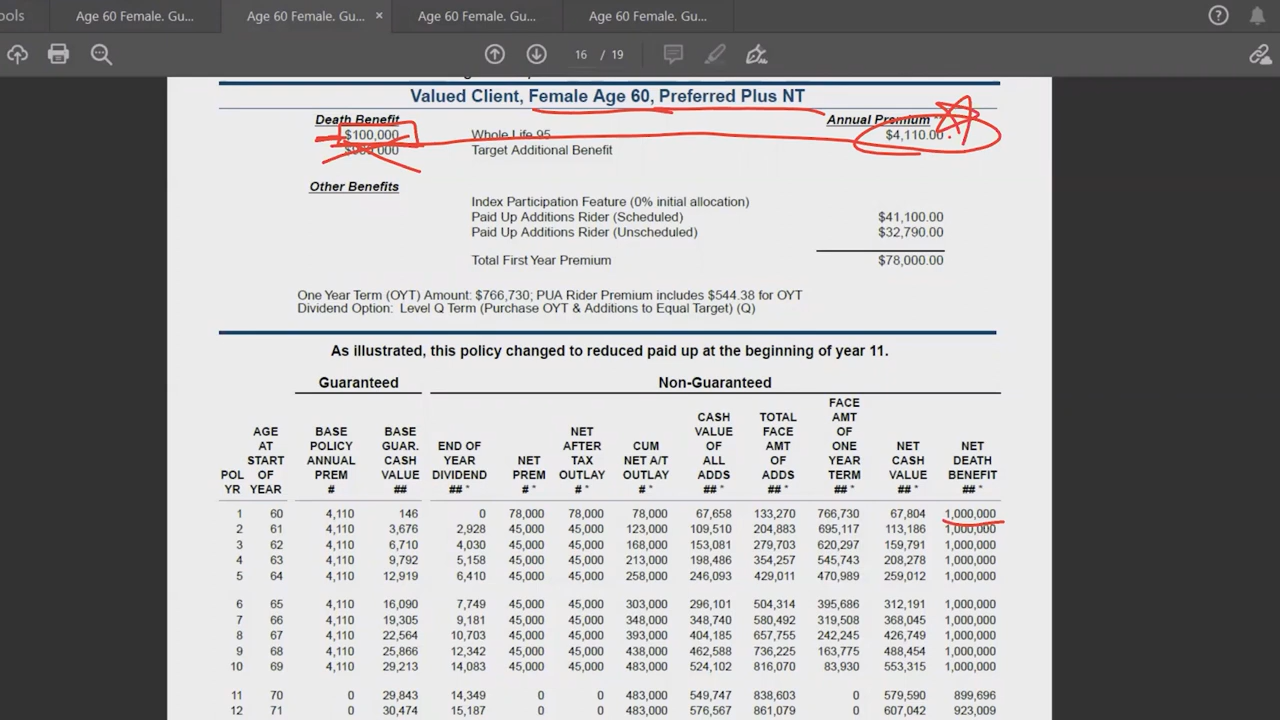 ools
Age 60 Female. Gu...
Age 60 Female. Gu...
Age 60 Female. Gu...
Age 60 Female. Gu...
16 / 19
Valued Client, Female Age 60, Preferred Plus NT
Death Benefit Annual Premium
$100,000 Whole Life 95 $4,110.00
Target Additional Benefit
Other Benefits
Index Participation Feature (0% initial allocation)
Paid Up Additions Rider (Scheduled) $41,100.00
Paid Up Additions Rider (Unscheduled) $32,790.00
Total First Year Premium $78,000.00
One Year Term (OYT) Amount: $766,730; PUA Rider Premium includes $544.38 for OYT
Dividend Option: Level Q Term (Purchase OYT & Additions to Equal Target) (Q)
As illustrated, this policy changed to reduced paid up at the beginning of year 11.
Guaranteed Non-Guaranteed
FACE
CASH TOTAL AMT
AGE BASE BASE NET VALUE FACE OF NET
AT POLICY GUAR. END OF AFTER CUM OF AMT ONE NET DEATH
START ANNUAL CASH YEAR NET TAX NET A/T ALL OF YEAR CASH BENEFIT
POL OF PREM VALUE DIVIDEND PREM OUTLAY OUTLAY ADDS ADDS TERM VALUE ## *
YR YEAR # ## ## * # * # * # * ## * ## * ## * ## *
1 60 4,110 146 0 78,000 78,000 78,000 67,658 133,270 766,730 67,804 1,000,000
2 61 4,110 3,676 2,928 45,000 45,000 123,000 109,510 204,883 695,117 113,186 1,000,000
3 62 4,110 6,710 4,030 45,000 45,000 168,000 153,081 279,703 620,297 159,791 1,000,000
4 63 4,110 9,792 5,158 45,000 45,000 213,000 198,486 354,257 545,743 208,278 1,000,000
5 64 4,110 12,919 6,410 45,000 45,000 258,000 246,093 429,011 470,989 259,012 1,000,000
6 65 4,110 16,090 7,749 45,000 45,000 303,000 296,101 504,314 395,686 312,191 1,000,000
7 66 4,110 19,305 9,181 45,000 45,000 348,000 348,740 580,492 319,508 368,045 1,000,000
8 67 4,110 22,564 10,703 45,000 45,000 393,000 404,185 657,755 242,245 426,749 1,000,000
9 68 4,110 25,866 12,342 45,000 45,000 438,000 462,588 736,225 163,775 488,454 1,000,000
10 69 4,110 29,213 14,083 45,000 45,000 483,000 524,102 816,070 83,930 553,315 1,000,000
11 70 0 29,843 14,349 0 0 483,000 549,747 838,603 0 579,590 899,696
12 71 0 30,474 15,187 0 0 483,000 576,567 861,079 0 607,042 923,009